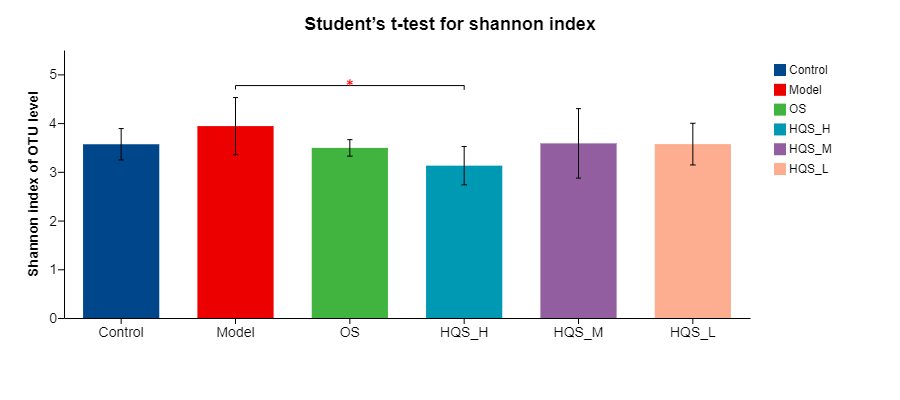 Student’s t-test for shannon index
*
Shannon index of OTU level
5
4
3
2
1
0
Control
Model
OS
HQS_H
HQS_M
HQS_L
Control
Model
OS
HQS_H
HQS_M
HQS_L